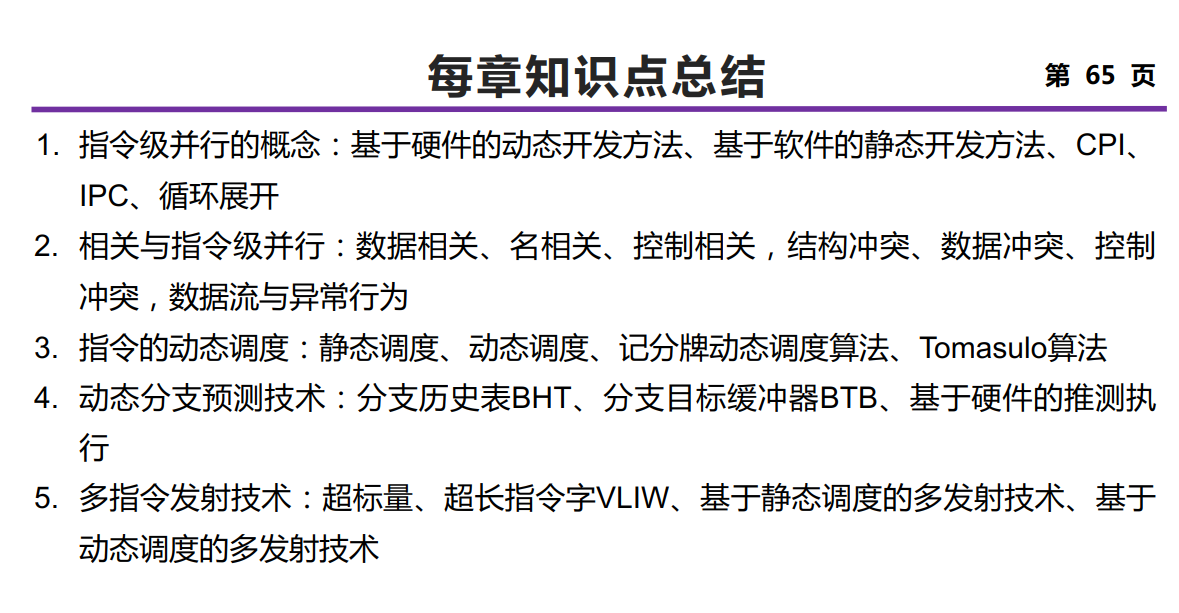 每章知识点总结
第 65 页
1. 指令级并行的概念：基于硬件的动态开发方法、基于软件的静态开发方法、CPI、
IPC、循环展开
2. 相关与指令级并行：数据相关、名相关、控制相关，结构冲突、数据冲突、控制
冲突，数据流与异常行为
3. 指令的动态调度：静态调度、动态调度、记分牌动态调度算法、Tomasulo算法
4. 动态分支预测技术：分支历史表BHT、分支目标缓冲器BTB、基于硬件的推测执
行
5. 多指令发射技术：超标量、超长指令字VLIW、基于静态调度的多发射技术、基于
动态调度的多发射技术